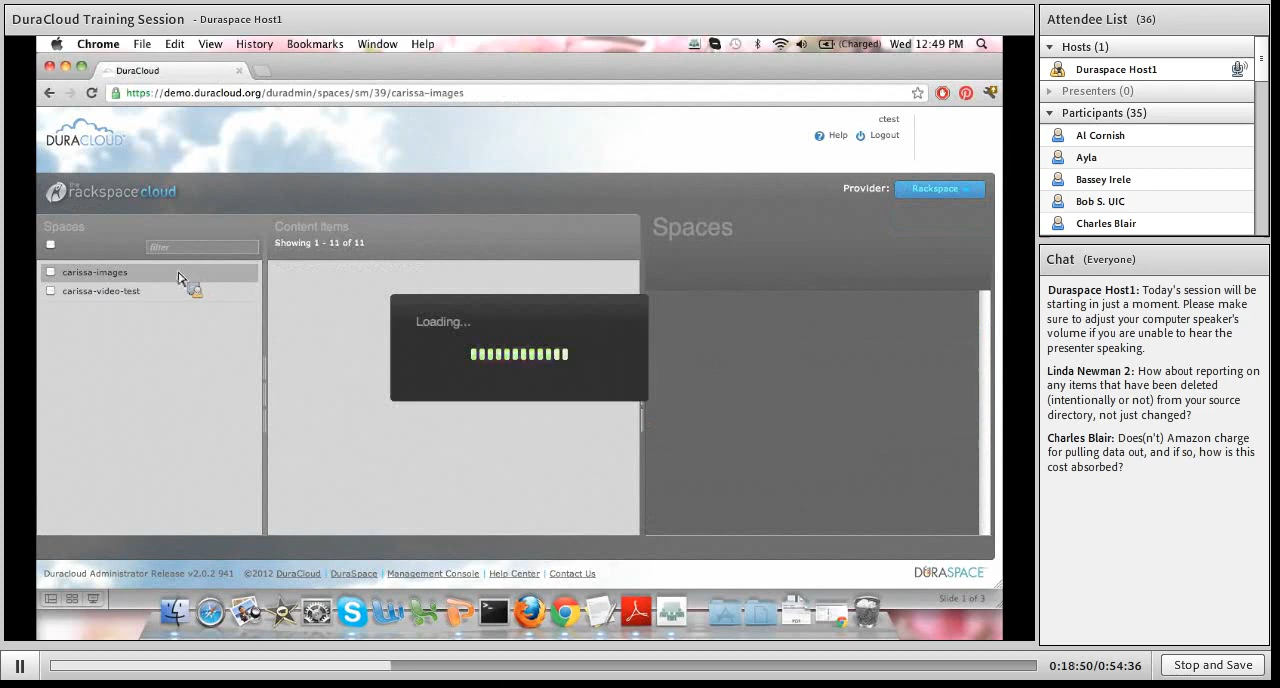 DuraCloud Training Session - Duraspace Host1
Chrome File Edit View History Bookmarks Window Help
(Charged) Wed 12:49 PM
DuraCloud
https://demo.duracloud.org/duradmin/spaces/sm/39/carissa-images
DURACLOUD
ctest
Help Logout
the rackspacecloud
Provider: Rackspace
Spaces
filter
Content Items
Showing 1 - 11 of 11
Spaces
carissa-images
carissa-video-test
Loading...
Duracloud Administrator Release v2.0.2 941 ©2012 DuraCloud | DuraSpace | Management Console | Help Center | Contact Us
DURASPACE
Slide 1 of 3
Attendee List (36)
Hosts (1)
Duraspace Host1
Presenters (0)
Participants (35)
Al Cornish
Ayla
Bassey Irele
Bob S. UIC
Charles Blair
Chat (Everyone)
Duraspace Host1: Today's session will be
starting in just a moment. Please make
sure to adjust your computer speaker's
volume if you are unable to hear the
presenter speaking.
Linda Newman 2: How about reporting on
any items that have been deleted
(intentionally or not) from your source
directory, not just changed?
Charles Blair: Does(n't) Amazon charge
for pulling data out, and if so, how is this
cost absorbed?
0:18:50/0:54:36
Stop and Save